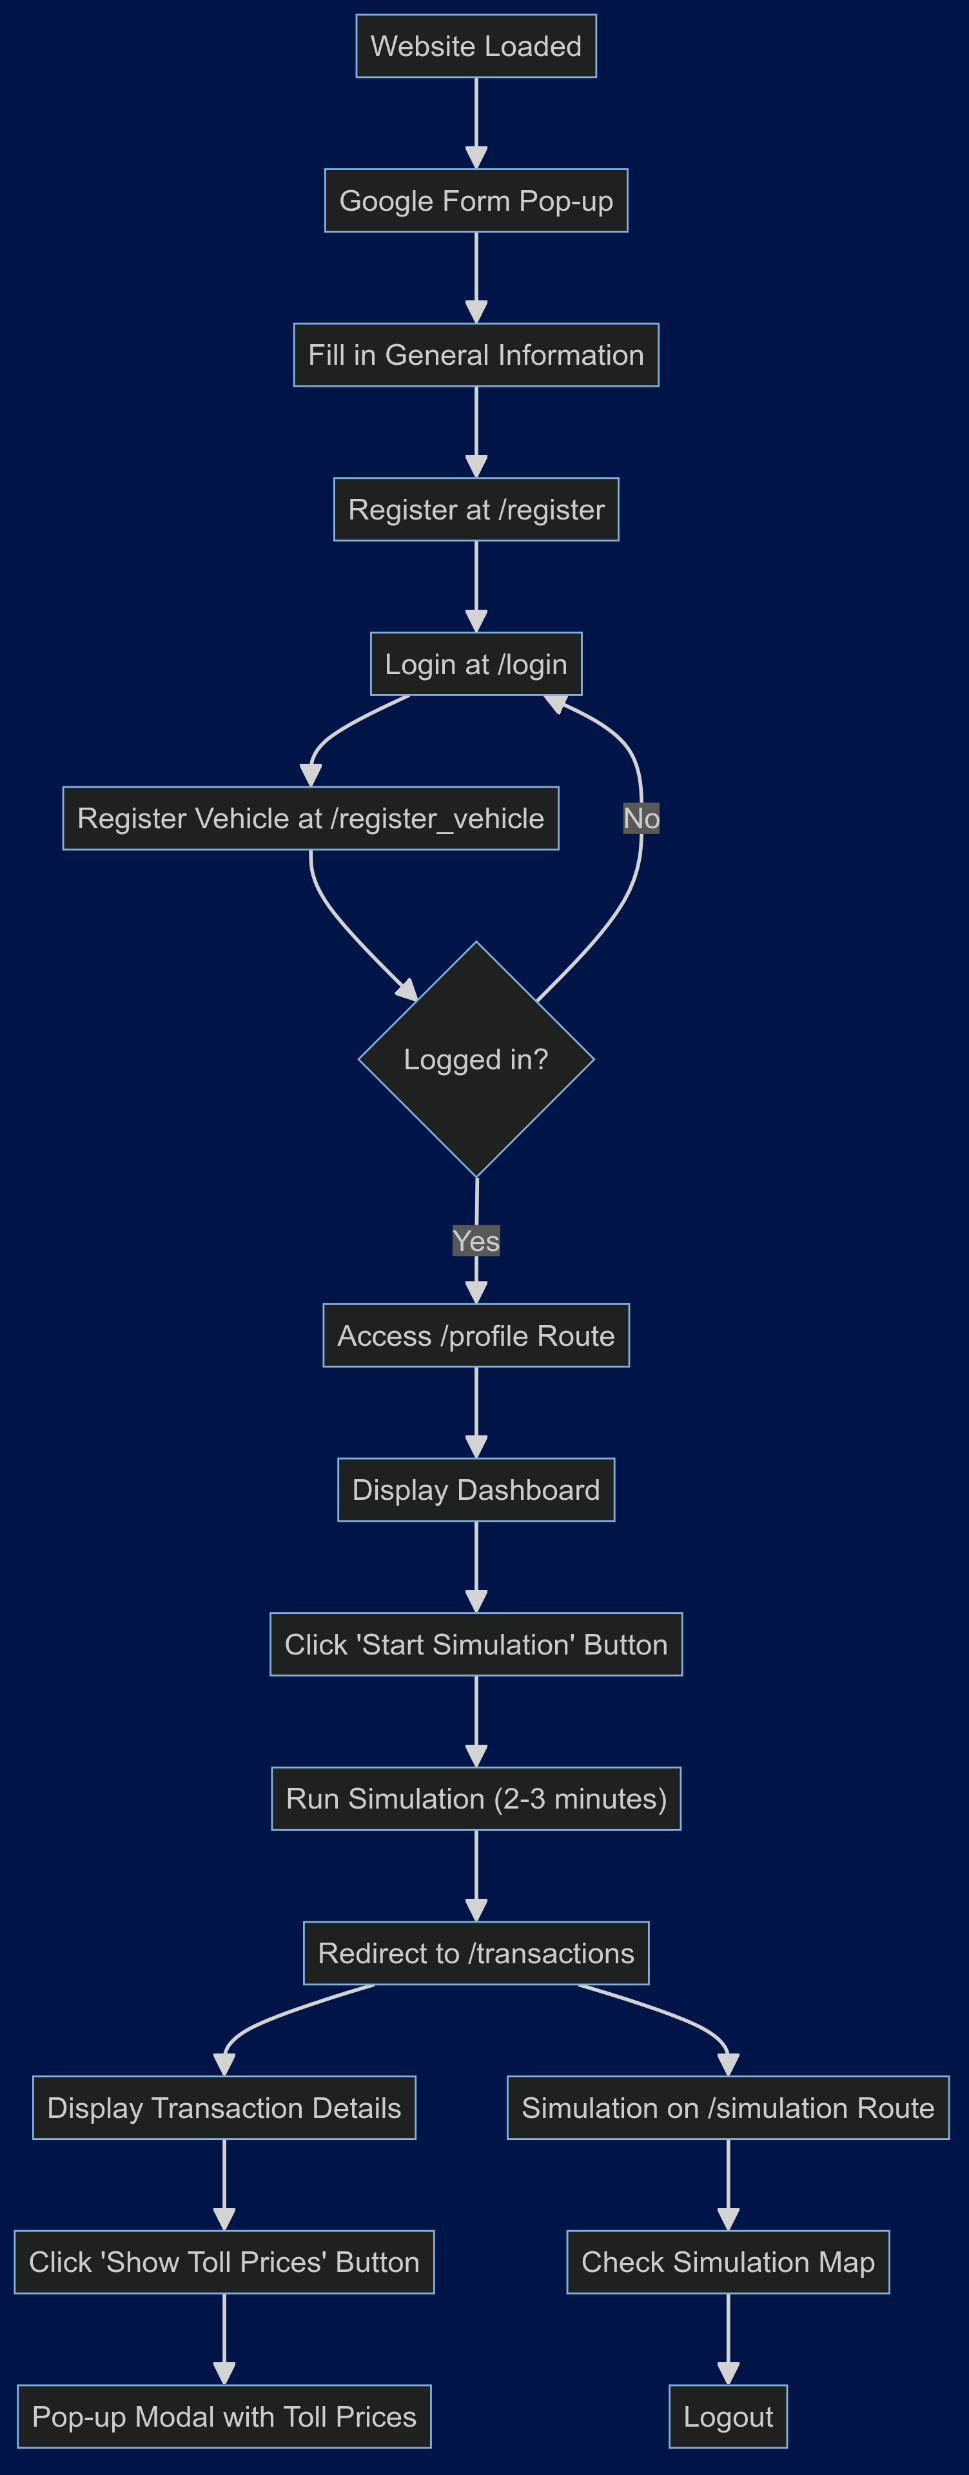 Website Loaded
Google Form Pop-up
Fill in General Information
Register at /register
Login at /login
Register Vehicle at /register_vehicle
No
Logged in?
Yes
Access /profile Route
Display Dashboard
Click 'Start Simulation' Button
Run Simulation (2-3 minutes)
Redirect to /transactions
Display Transaction Details
Simulation on /simulation Route
Click 'Show Toll Prices' Button
Check Simulation Map
Pop-up Modal with Toll Prices
Logout